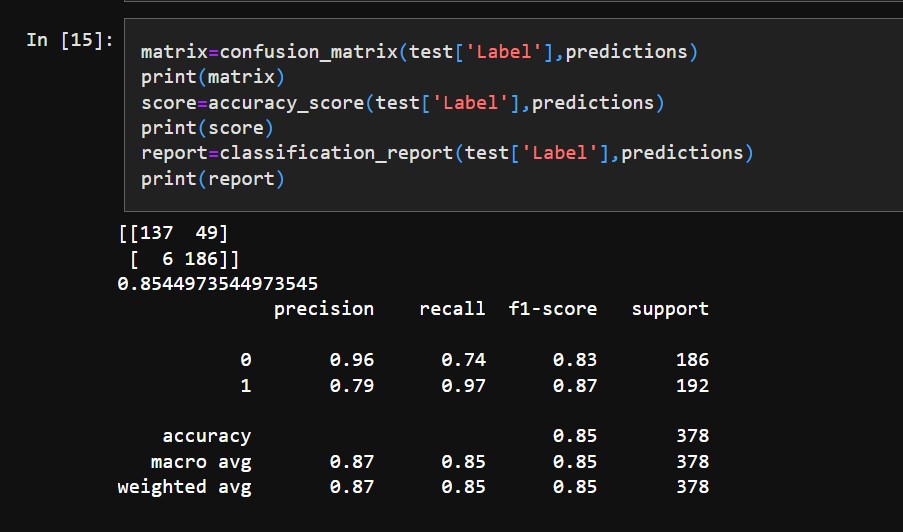 In [15]:
matrix=confusion_matrix(test['Label'],predictions)
print(matrix)
score=accuracy_score(test['Label'],predictions)
print(score)
report=classification_report(test['Label'],predictions)
print(report)
[[137  49]
 [  6 186]]
0.8544973544973545
              precision    recall  f1-score   support
           0       0.96      0.74      0.83       186
           1       0.79      0.97      0.87       192
    accuracy                           0.85       378
   macro avg       0.87      0.85      0.85       378
weighted avg       0.87      0.85      0.85       378